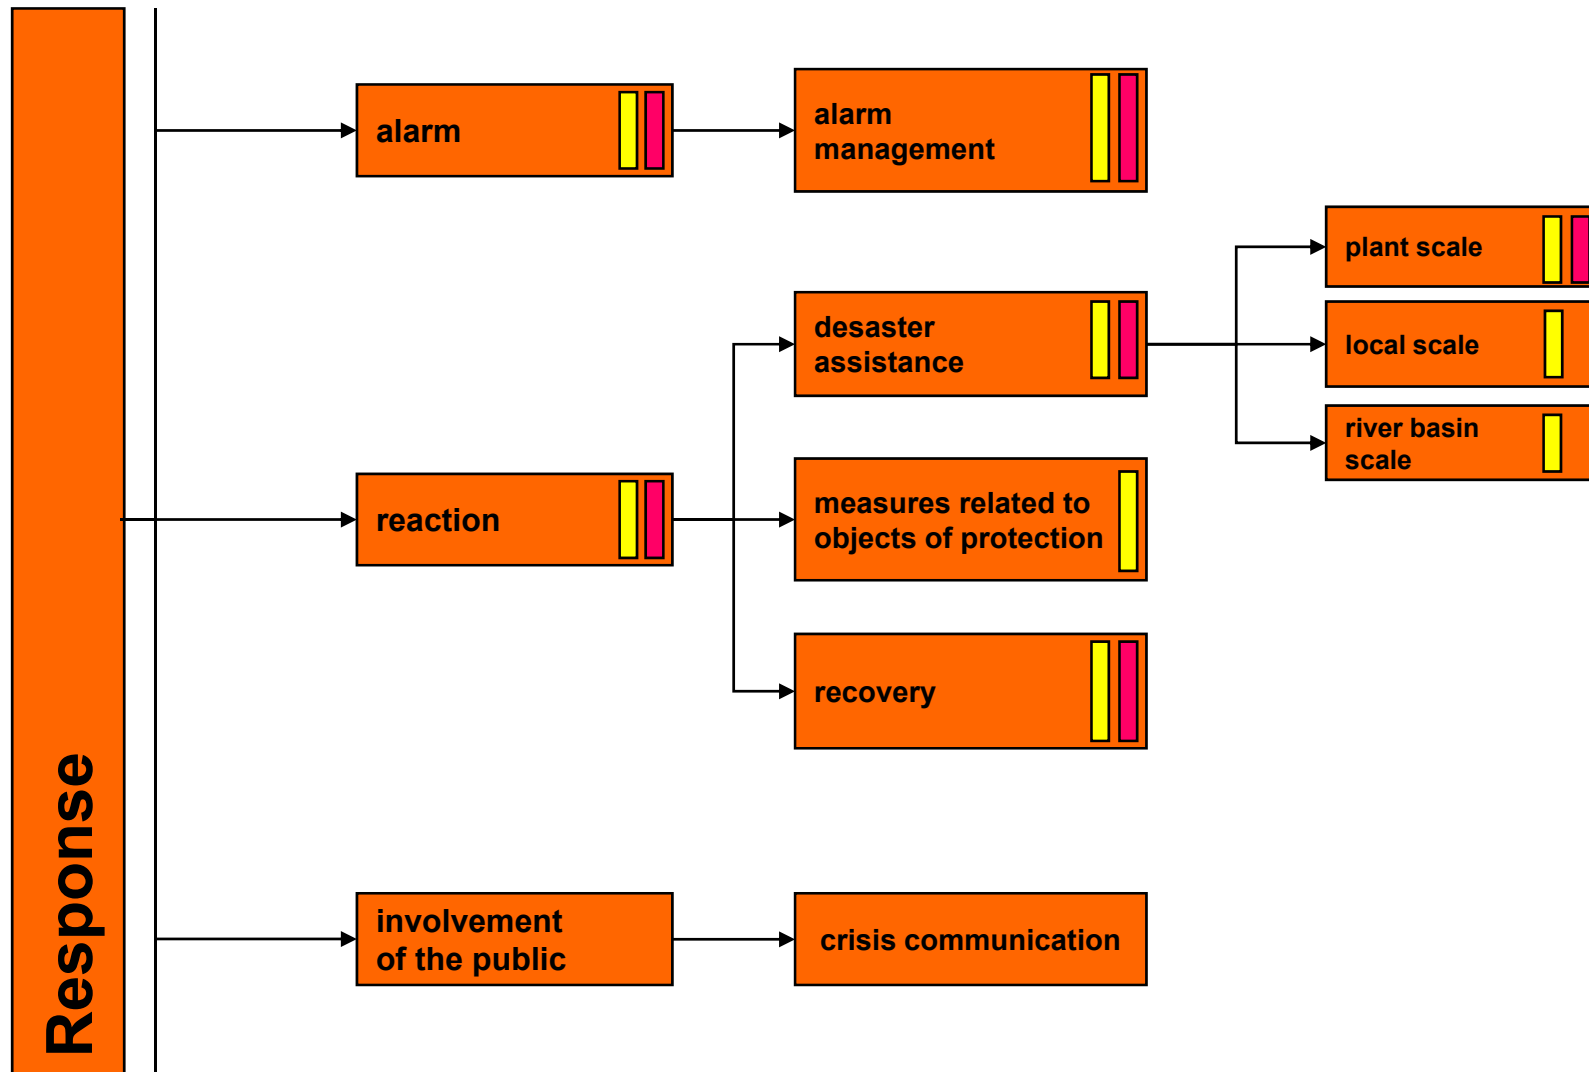 Response
alarm
alarm
management
plant scale
desaster
assistance
local scale
river basin
scale
reaction
measures related to
objects of protection
recovery
involvement
of the public
crisis communication